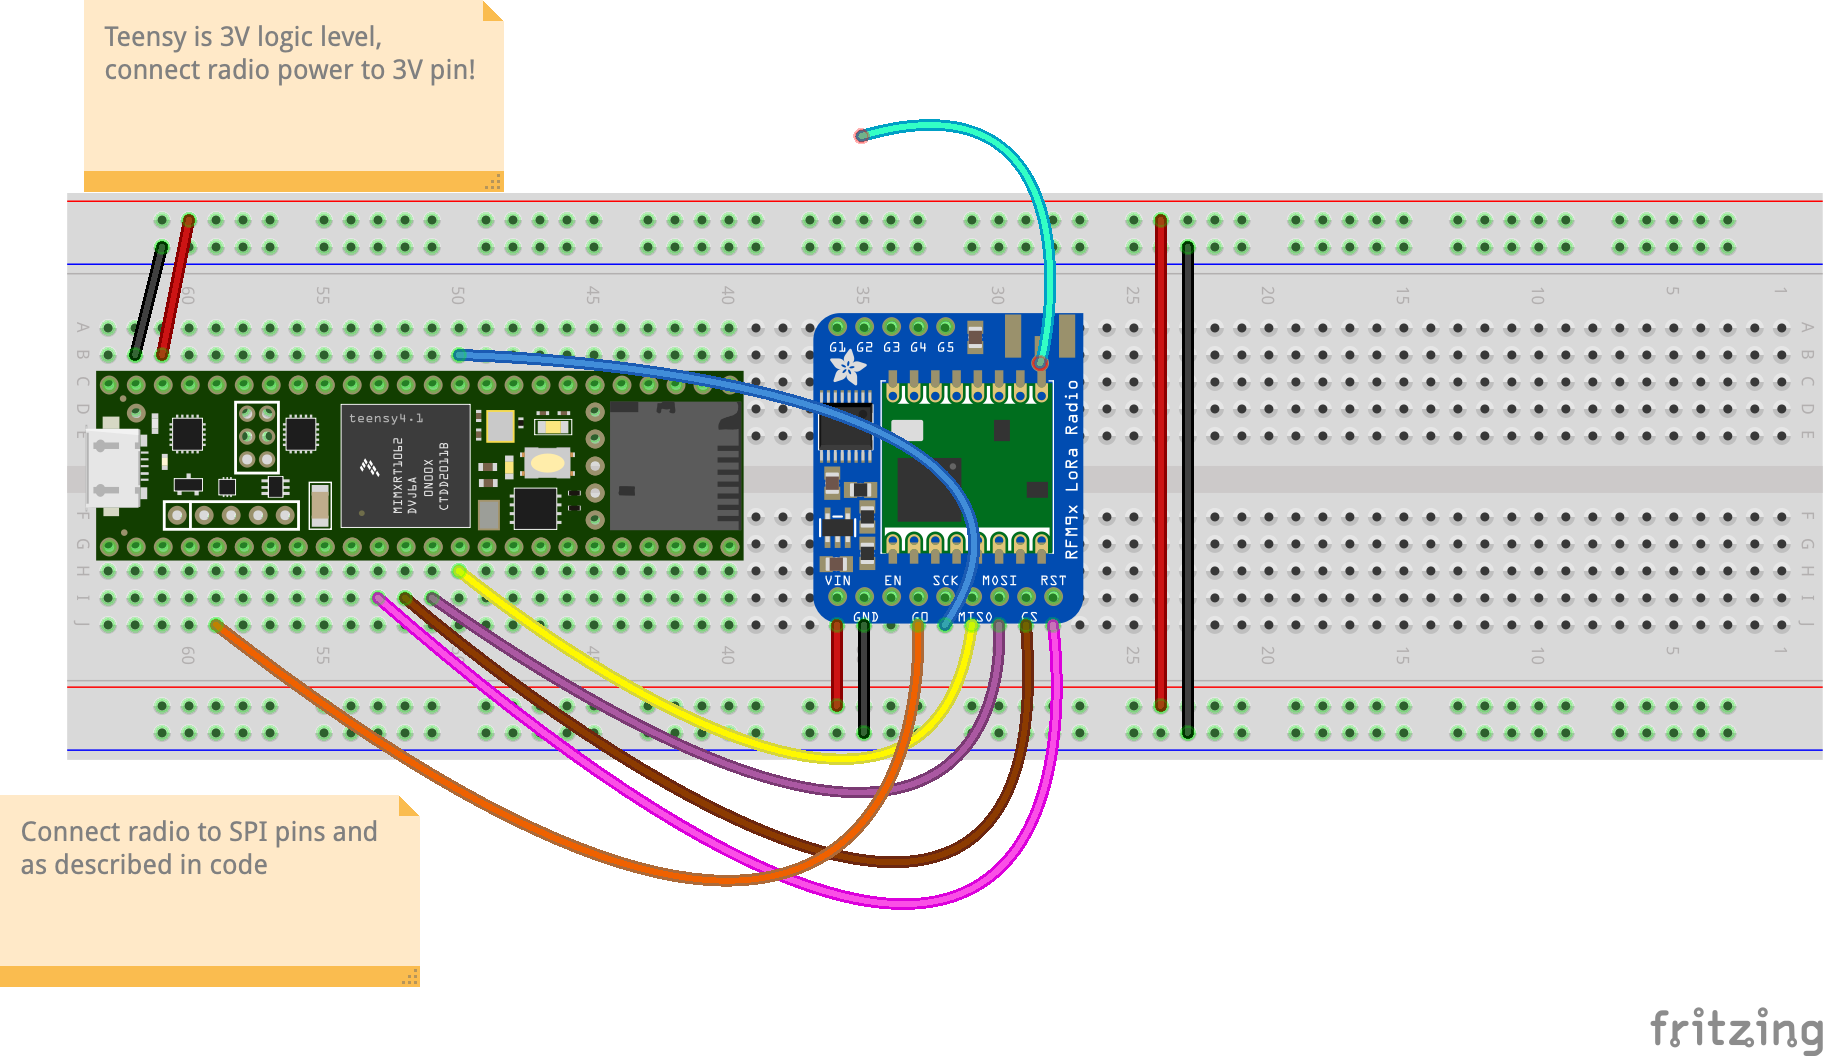 Teensy is 3V logic level,
connect radio power to 3V pin!
60 55 50 45 40 35 30 25 20 15 10 5 1
A A
B B
C C
D D
E E
G1 G2 G3 G4 G5
teensy4.1
MIMXRT1062
DVJ6A
0N00X
CTDD2011B
RFM9x LoRa Radio
F F
G G
H H
I I
J J
VIN EN SCK MOSI RST
GND G0 MISO CS
60 55 50 45 40 25 20 15 10 5 1
Connect radio to SPI pins and
as described in code
fritzing